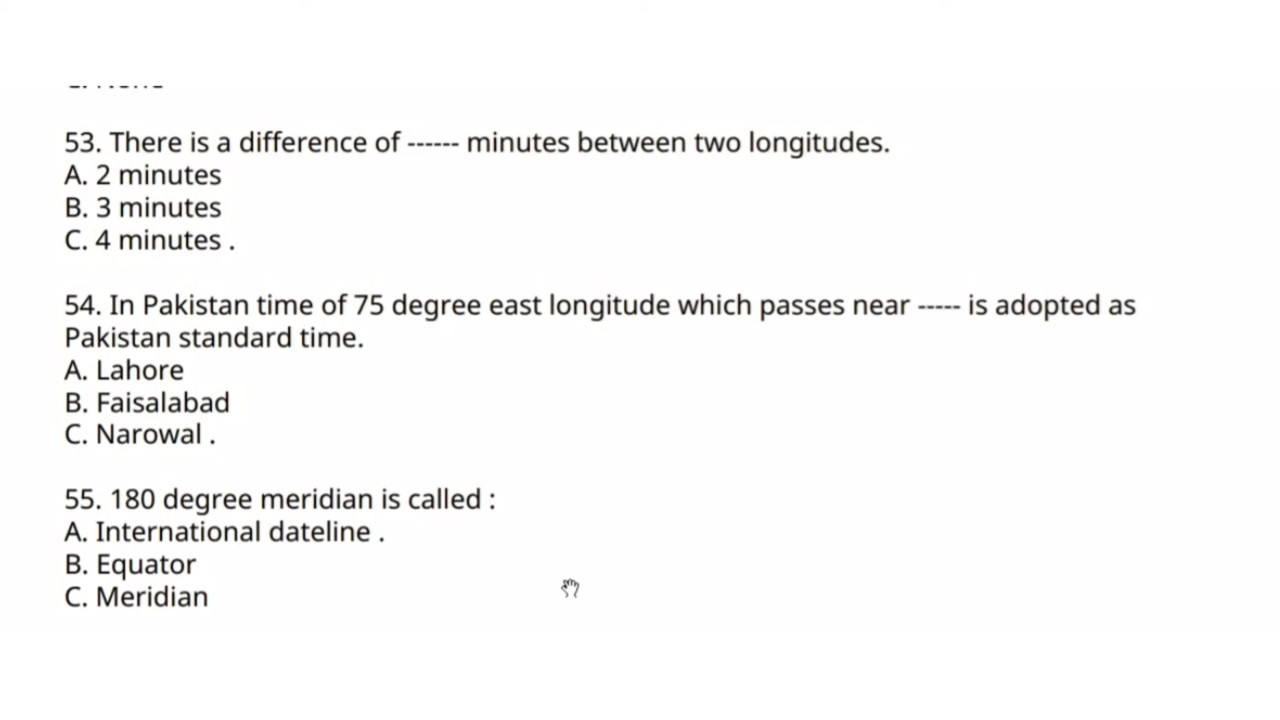 53. There is a difference of ------ minutes between two longitudes.
A. 2 minutes
B. 3 minutes
C. 4 minutes .
54. In Pakistan time of 75 degree east longitude which passes near ----- is adopted as
Pakistan standard time.
A. Lahore
B. Faisalabad
C. Narowal .
55. 180 degree meridian is called :
A. International dateline .
B. Equator
C. Meridian